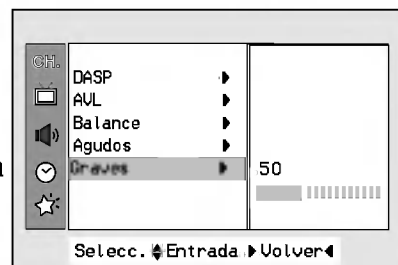 CH.
DASP
AVL
Balance
Agudos
Graves 50
Selecc. Entrada Volver